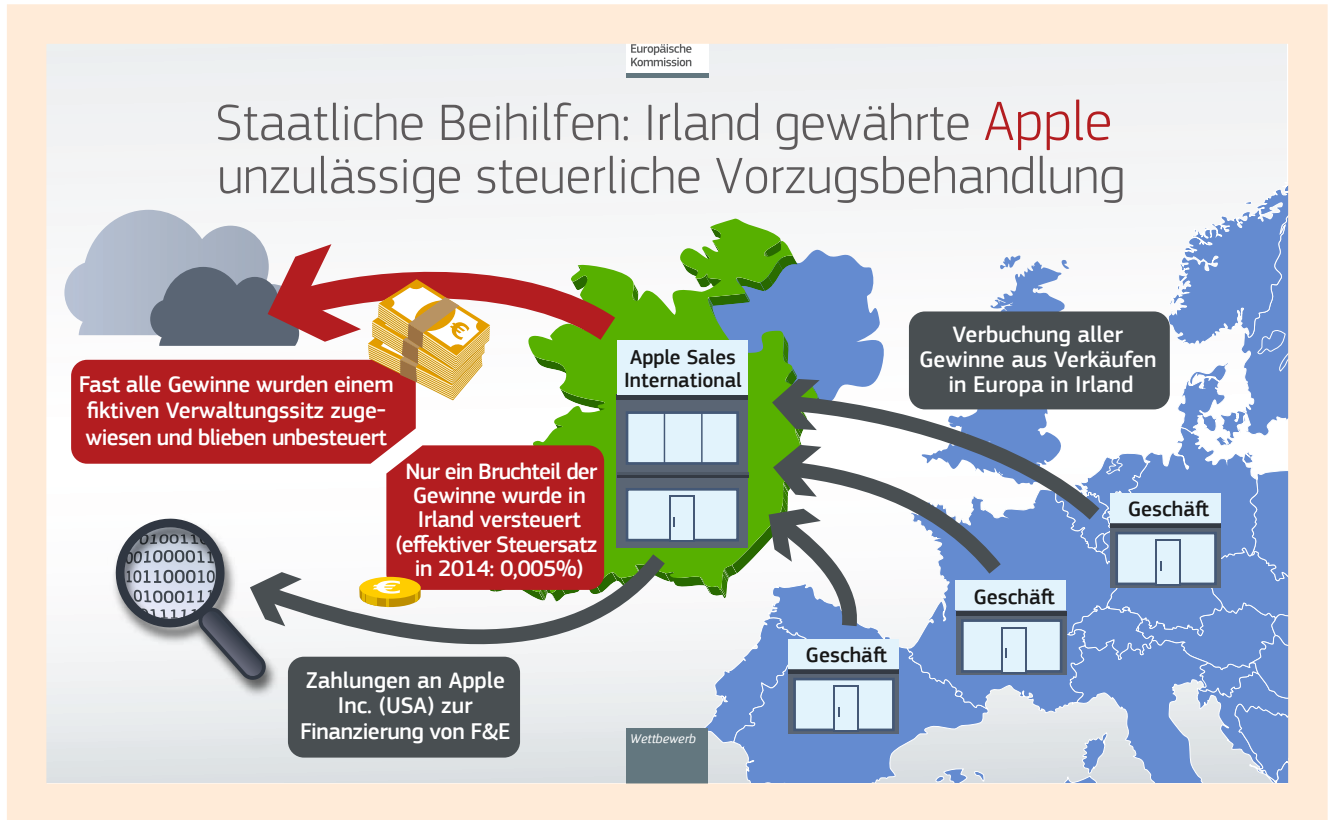 Europäische
Kommission
Staatliche Beihilfen: Irland gewährte Apple
unzulässige steuerliche Vorzugsbehandlung
Fast alle Gewinne wurden einem
fiktiven Verwaltungssitz zuge-
wiesen und blieben unbesteuert
Apple Sales
International
Verbuchung aller
Gewinne aus Verkäufen
in Europa in Irland
Nur ein Bruchteil der
Gewinne wurde in
Irland versteuert
(effektiver Steuersatz
in 2014: 0,005%)
Geschäft
Geschäft
Geschäft
Zahlungen an Apple
Inc. (USA) zur
Finanzierung von F&E
Wettbewerb